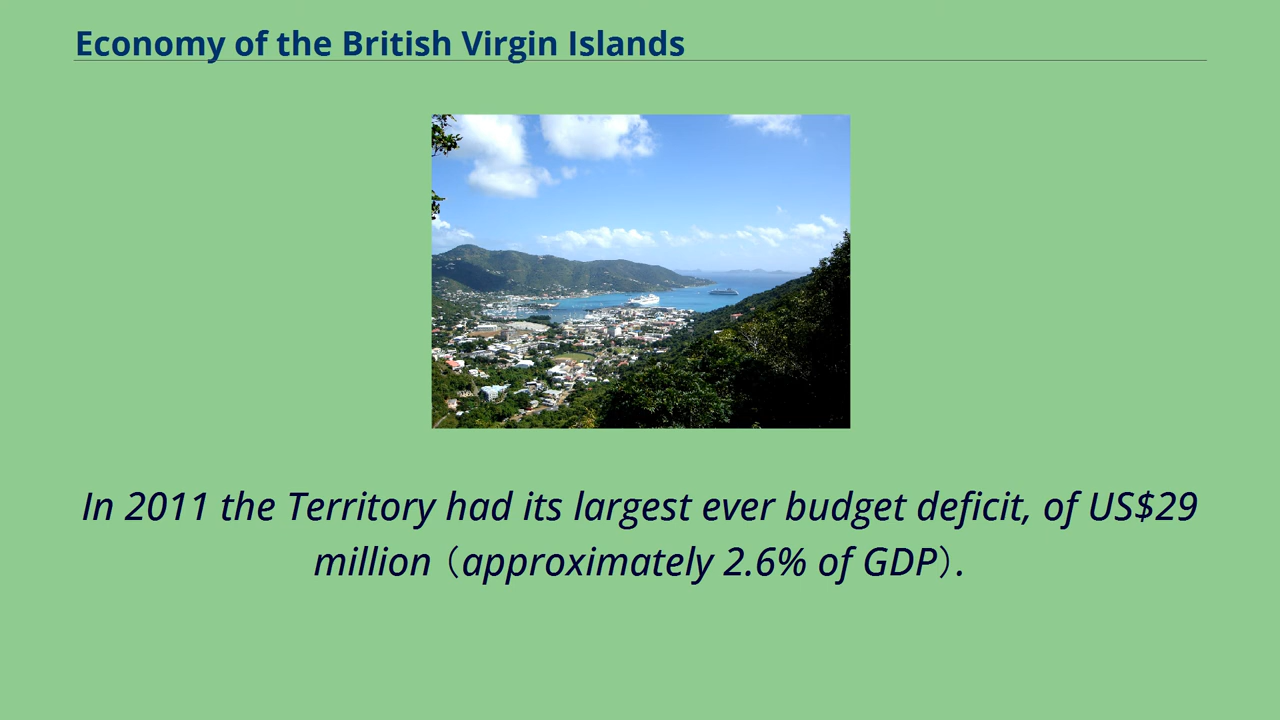 Economy of the British Virgin Islands
In 2011 the Territory had its largest ever budget deficit, of US$29
million（approximately 2.6% of GDP）.